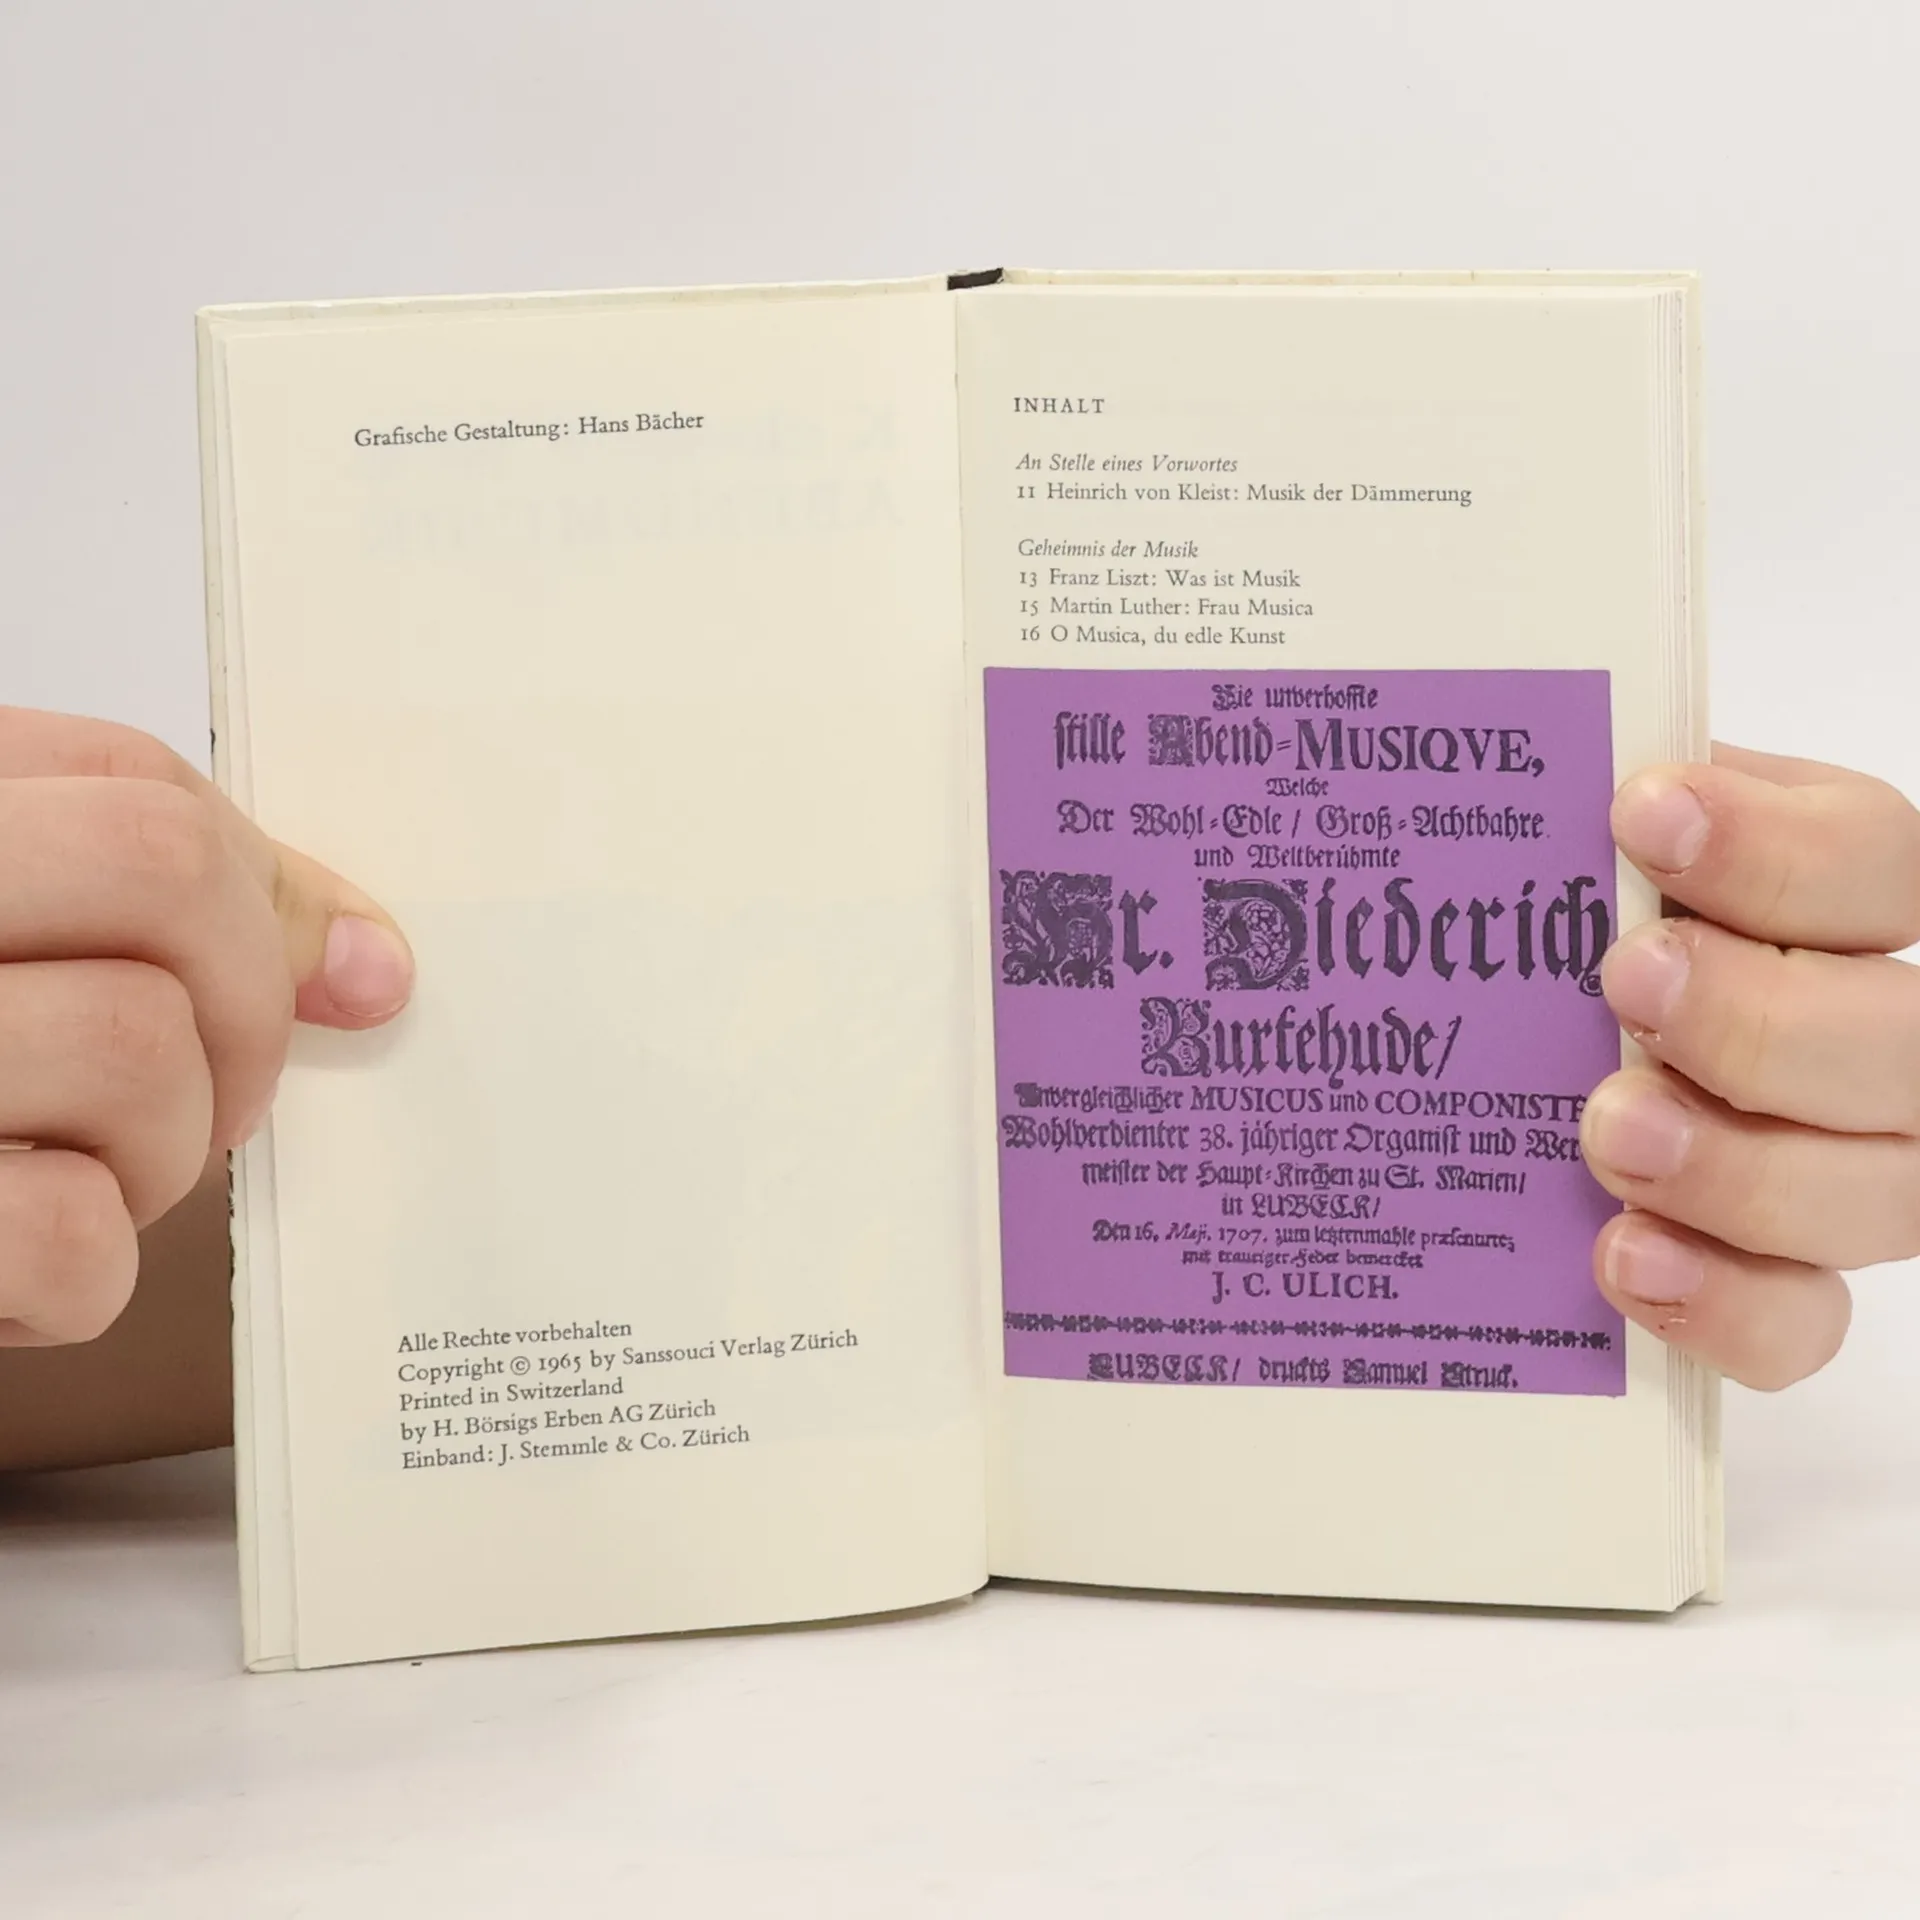 Grafische Gestaltung: Hans Bächer
Alle Rechte vorbehalten
Copyright © 1965 by Sanssouci Verlag Zürich
Printed in Switzerland
by H. Börsigs Erben AG Zürich
Einband: J. Stemmle & Co. Zürich
INHALT
An Stelle eines Vorwortes
11 Heinrich von Kleist: Musik der Dämmerung
Geheimnis der Musik
13 Franz Liszt: Was ist Musik
15 Martin Luther: Frau Musica
16 O Musica, du edle Kunst
Die unverhoffte
stille Abend-MUSIQVE,
Welche
Der Wohl-Edle / Groß-Achtbahre
und Weltberühmte
Hr. Diederich
Buxtehude/
Unvergleichlicher MUSICUS und COMPONISTE
Wohlverdienter 38. jähriger Organist und Wer
meister der Haupt-Kirchen zu St. Marien/
in LUBECK/
Den 16. Maji. 1707. zum letztenmahle præsentirte;
mit trauriger Feder bemercket
J. C. ULICH.
LUBECK/ druckts Samuel Struck.